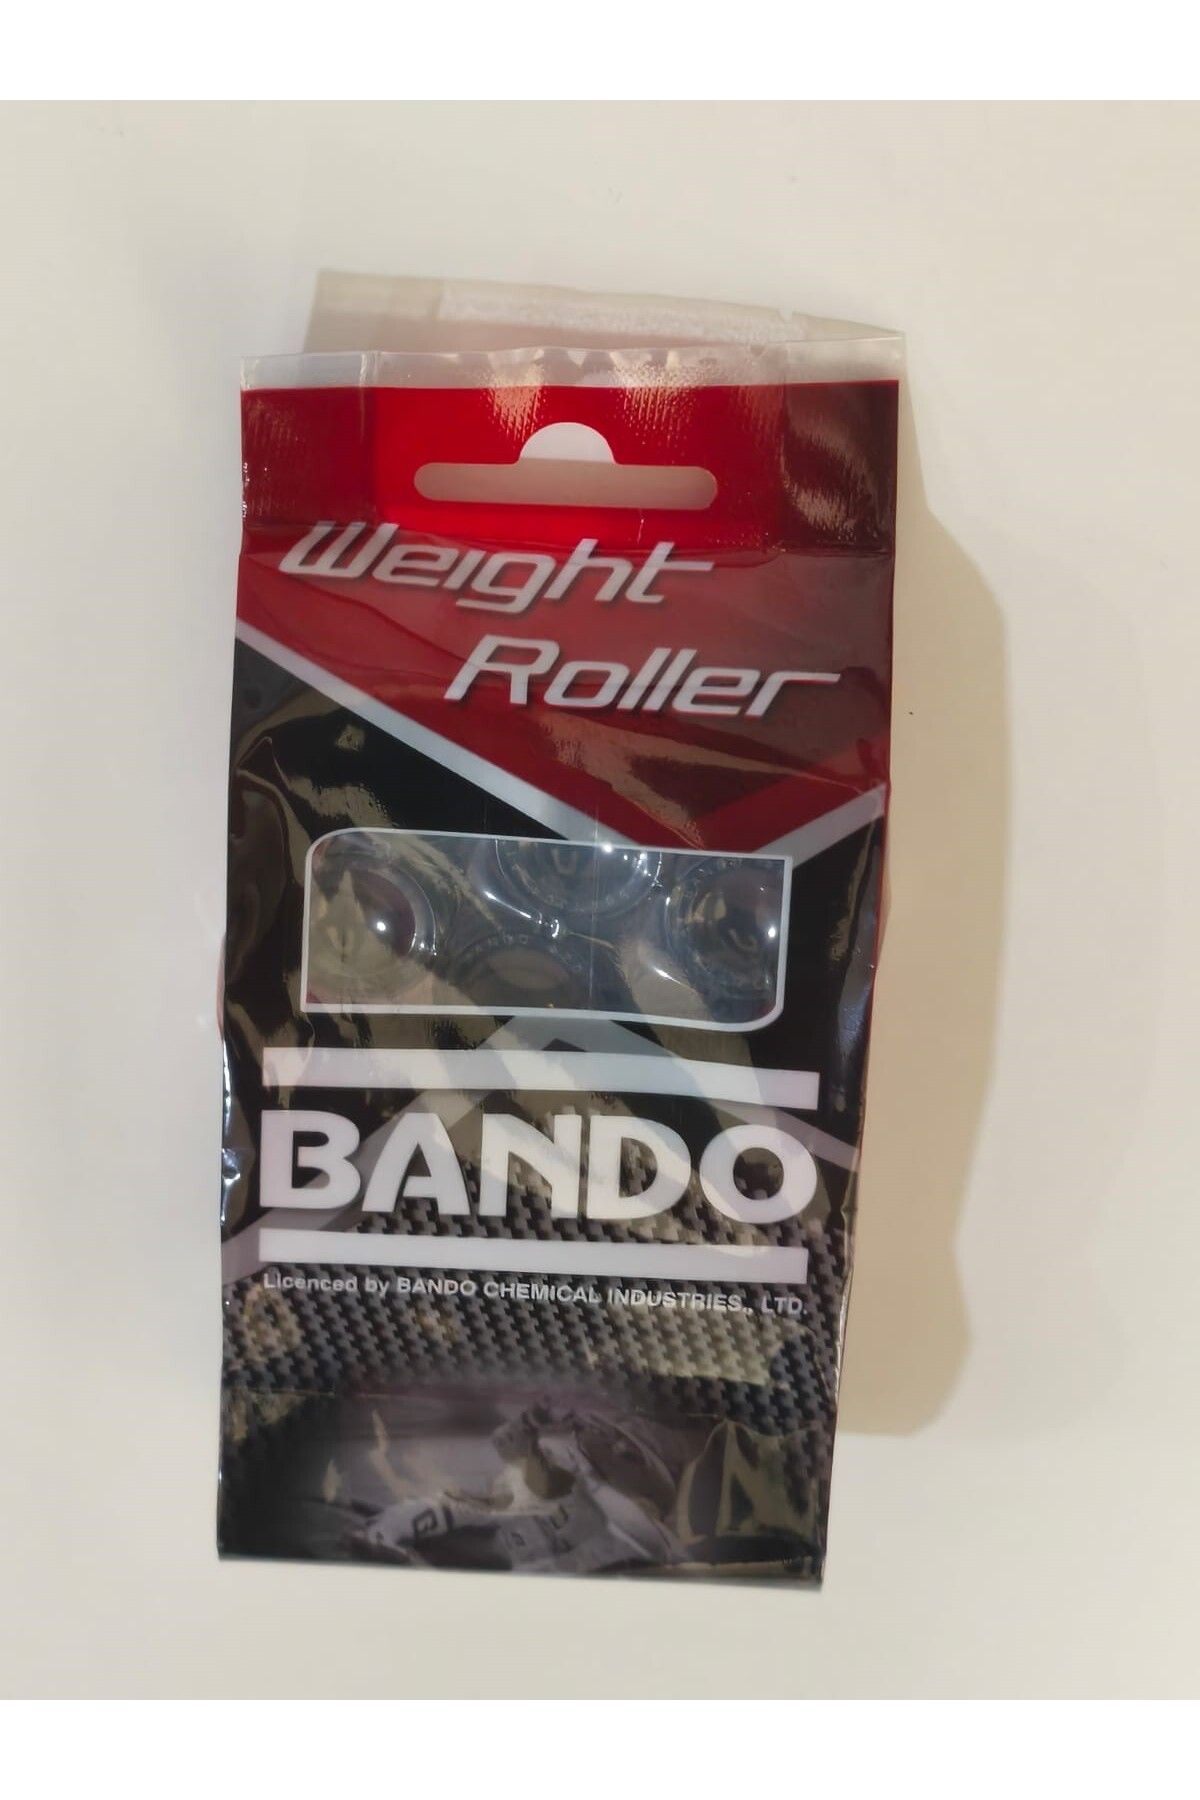 Weight
Roller
BANDO
Licenced by BANDO CHEMICAL INDUSTRIES., LTD.